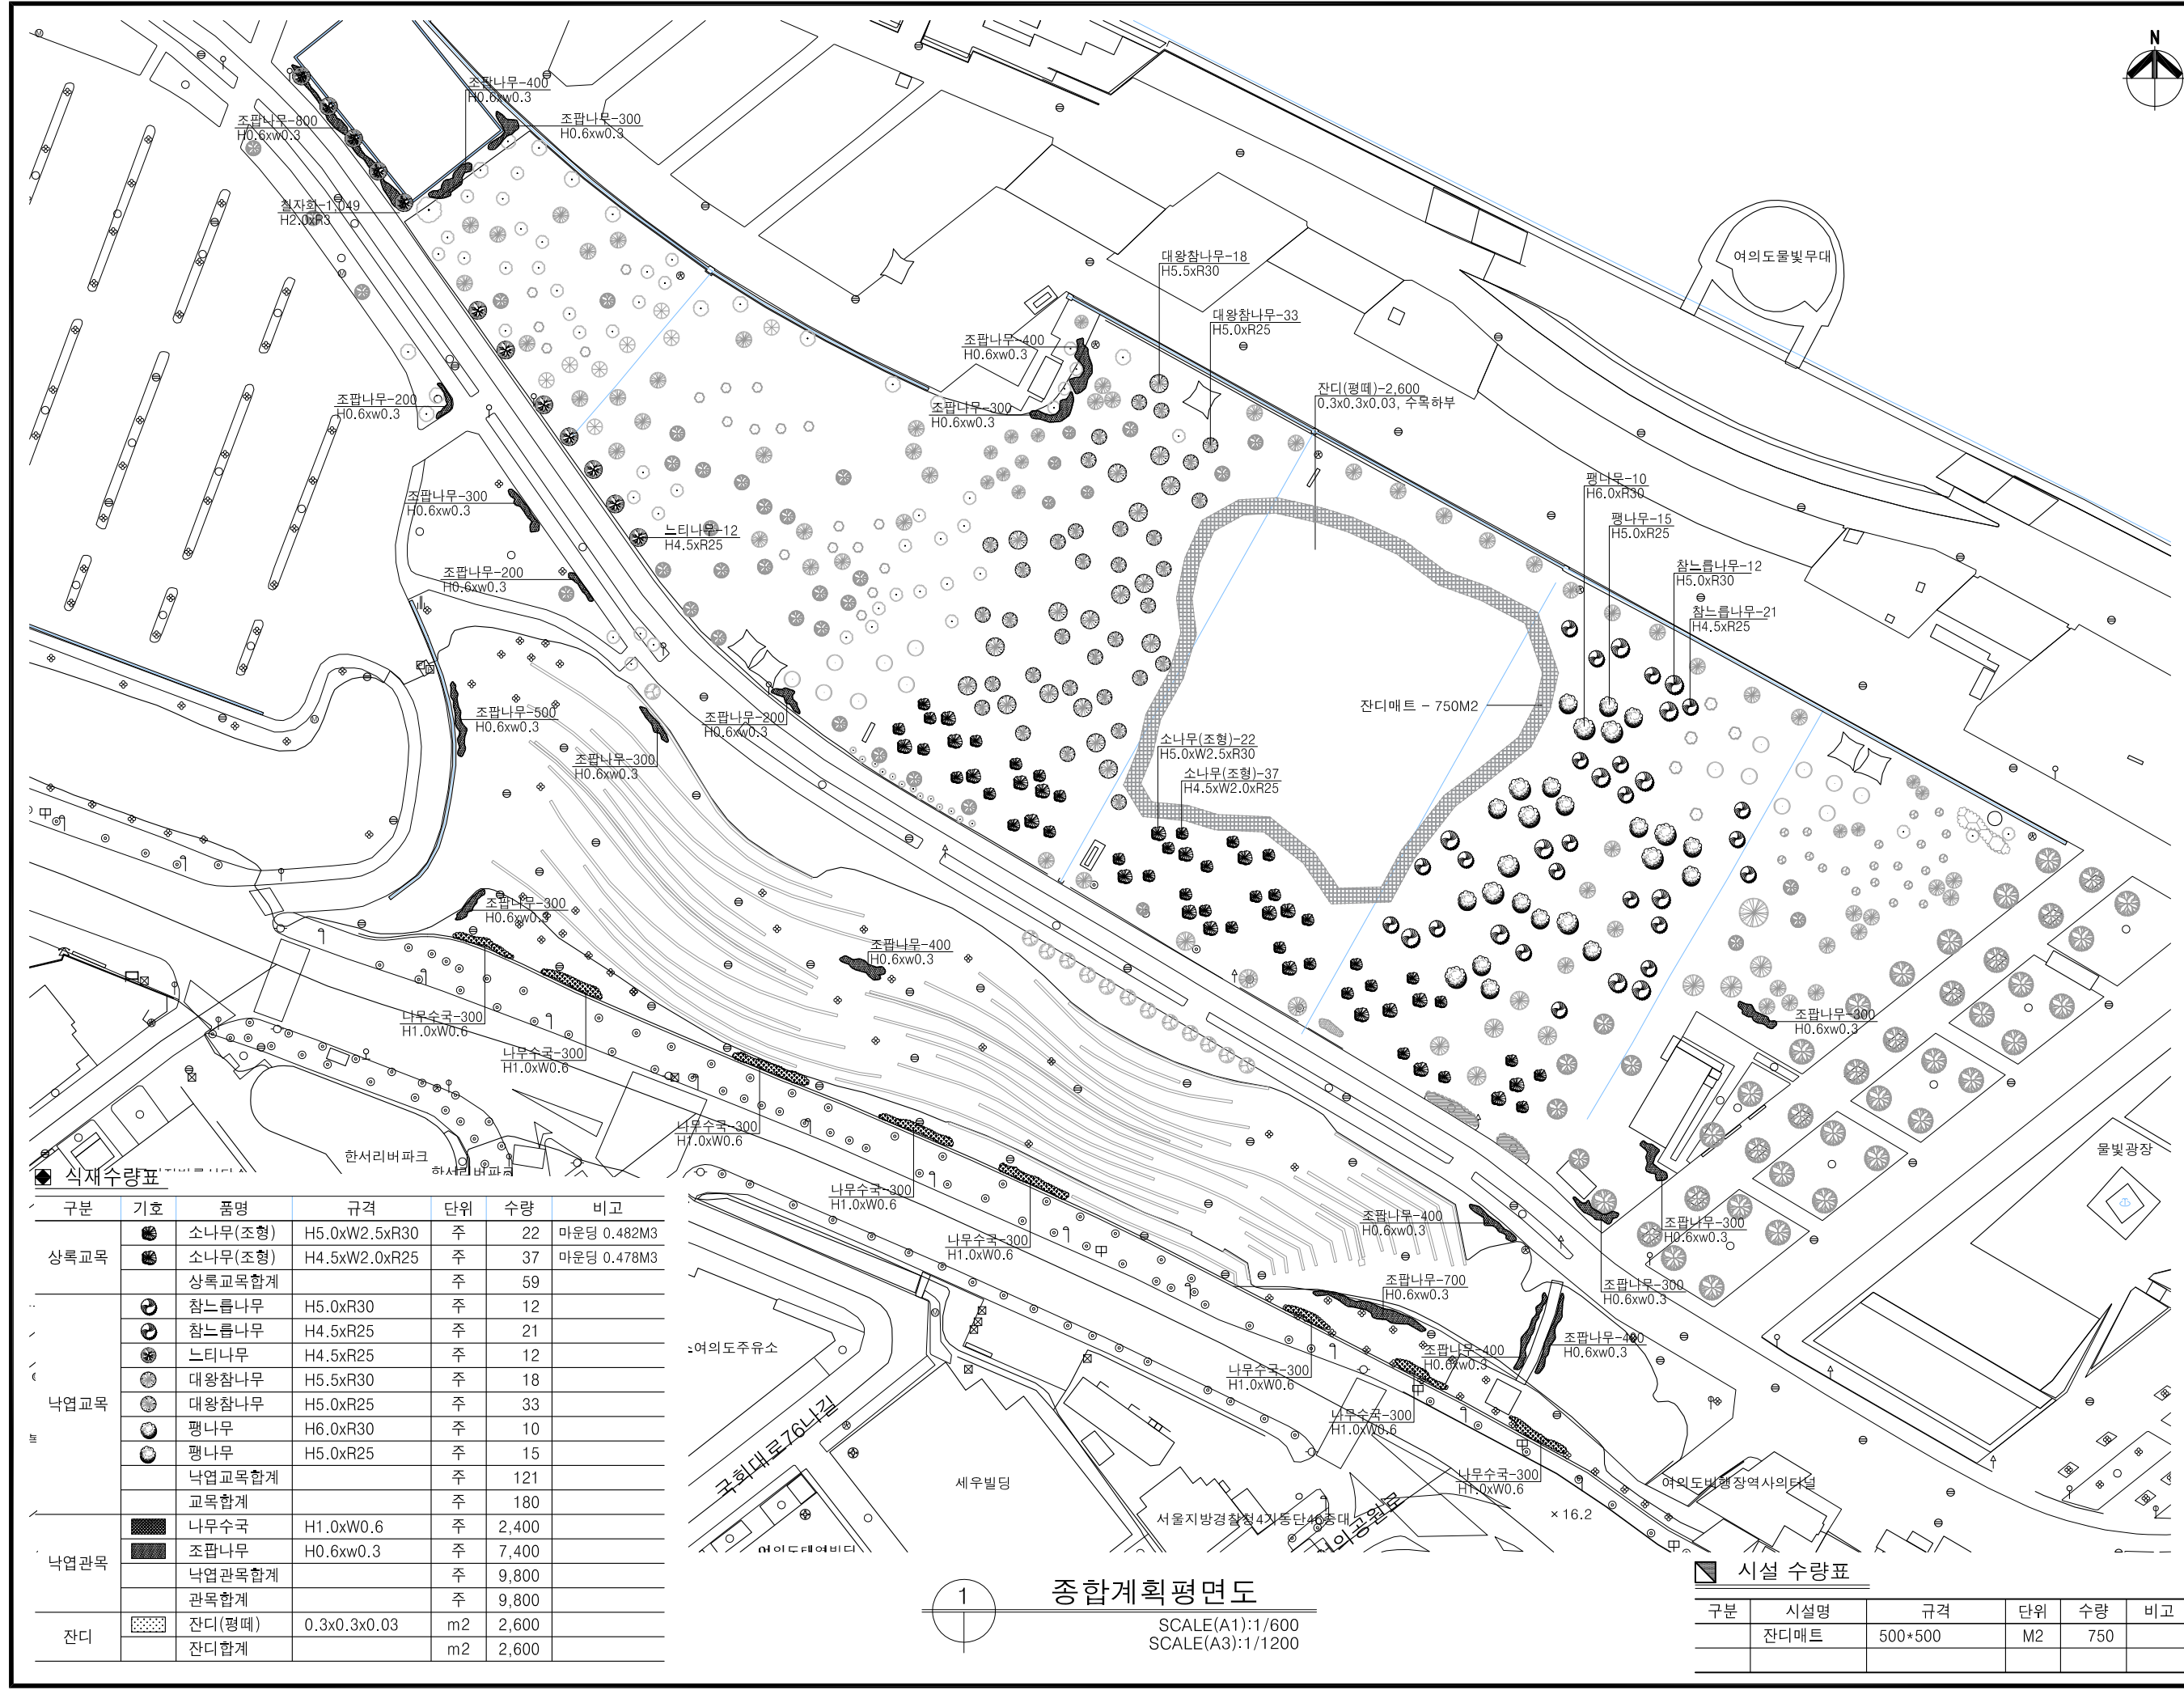 N
조팝나무-400
H0.6xw0.3
조팝나무-800
H0.6xw0.3
조팝나무-300
H0.6xw0.3
H2.0xR3
여의도물빛무대
대왕참나무-18
H5.5xR30
대왕참나무-33
H5.0xR25
조팝나무-400
H0.6xw0.3
조팝나무-200
H0.6xw0.3
조팝나무-300
H0.6xw0.3
잔디(평떼)-2,600
0.3x0.3x0.03, 수목하부
조팝나무-300
H0.6xw0.3
느티나무-12
H4.5xR25
팽나무-10
H6.0xR30
팽나무-15
H5.0xR25
조팝나무-200
H0.6xw0.3
참느릅나무-12
H5.0xR30
참느릅나무-21
H4.5xR25
조팝나무-500
H0.6xw0.3
조팝나무-200
H0.6xw0.3
조팝나무-300
H0.6xw0.3
잔디매트 - 750M2
소나무(조형)-22
H5.0xW2.5xR30
소나무(조형)-37
H4.5xW2.0xR25
조팝나무-300
H0.6xw0.3
조팝나무-400
H0.6xw0.3
나무수국-300
H1.0xW0.6
나무수국-300
H1.0xW0.6
조팝나무-300
H0.6xw0.3
나무수국-300
H1.0xW0.6
한서리버파크
한서리버파크
물빛광장
나무수국-300
H1.0xW0.6
나무수국-300
H1.0xW0.6
조팝나무-400
H0.6xw0.3
조팝나무-300
H0.6xw0.3
조팝나무-700
H0.6xw0.3
조팝나무-300
H0.6xw0.3
여의도주유소
조팝나무-400
H0.6xw0.3
조팝나무-400
H0.6xw0.3
나무수국-300
H1.0xW0.6
나무수국-300
H1.0xW0.6
나무수국-300
H1.0xW0.6
국회대로76나길
세우빌딩
서울지방경찰청4기동단46중대
여의도비행장역사의터널
×16.2
식재수량표
구분 기호 품명 규격 단위 수량 비고
상록교목 소나무(조형) H5.0xW2.5xR30 주 22 마운딩 0.482M3
소나무(조형) H4.5xW2.0xR25 주 37 마운딩 0.478M3
상록교목합계 주 59
낙엽교목 참느릅나무 H5.0xR30 주 12
참느릅나무 H4.5xR25 주 21
느티나무 H4.5xR25 주 12
대왕참나무 H5.5xR30 주 18
대왕참나무 H5.0xR25 주 33
팽나무 H6.0xR30 주 10
팽나무 H5.0xR25 주 15
낙엽교목합계 주 121
교목합계 주 180
낙엽관목 나무수국 H1.0xW0.6 주 2,400
조팝나무 H0.6xw0.3 주 7,400
낙엽관목합계 주 9,800
관목합계 주 9,800
잔디 잔디(평떼) 0.3x0.3x0.03 m2 2,600
잔디합계 m2 2,600
1
종합계획평면도
SCALE(A1):1/600
SCALE(A3):1/1200
시설 수량표
구분 시설명 규격 단위 수량 비고
잔디매트 500*500 M2 750